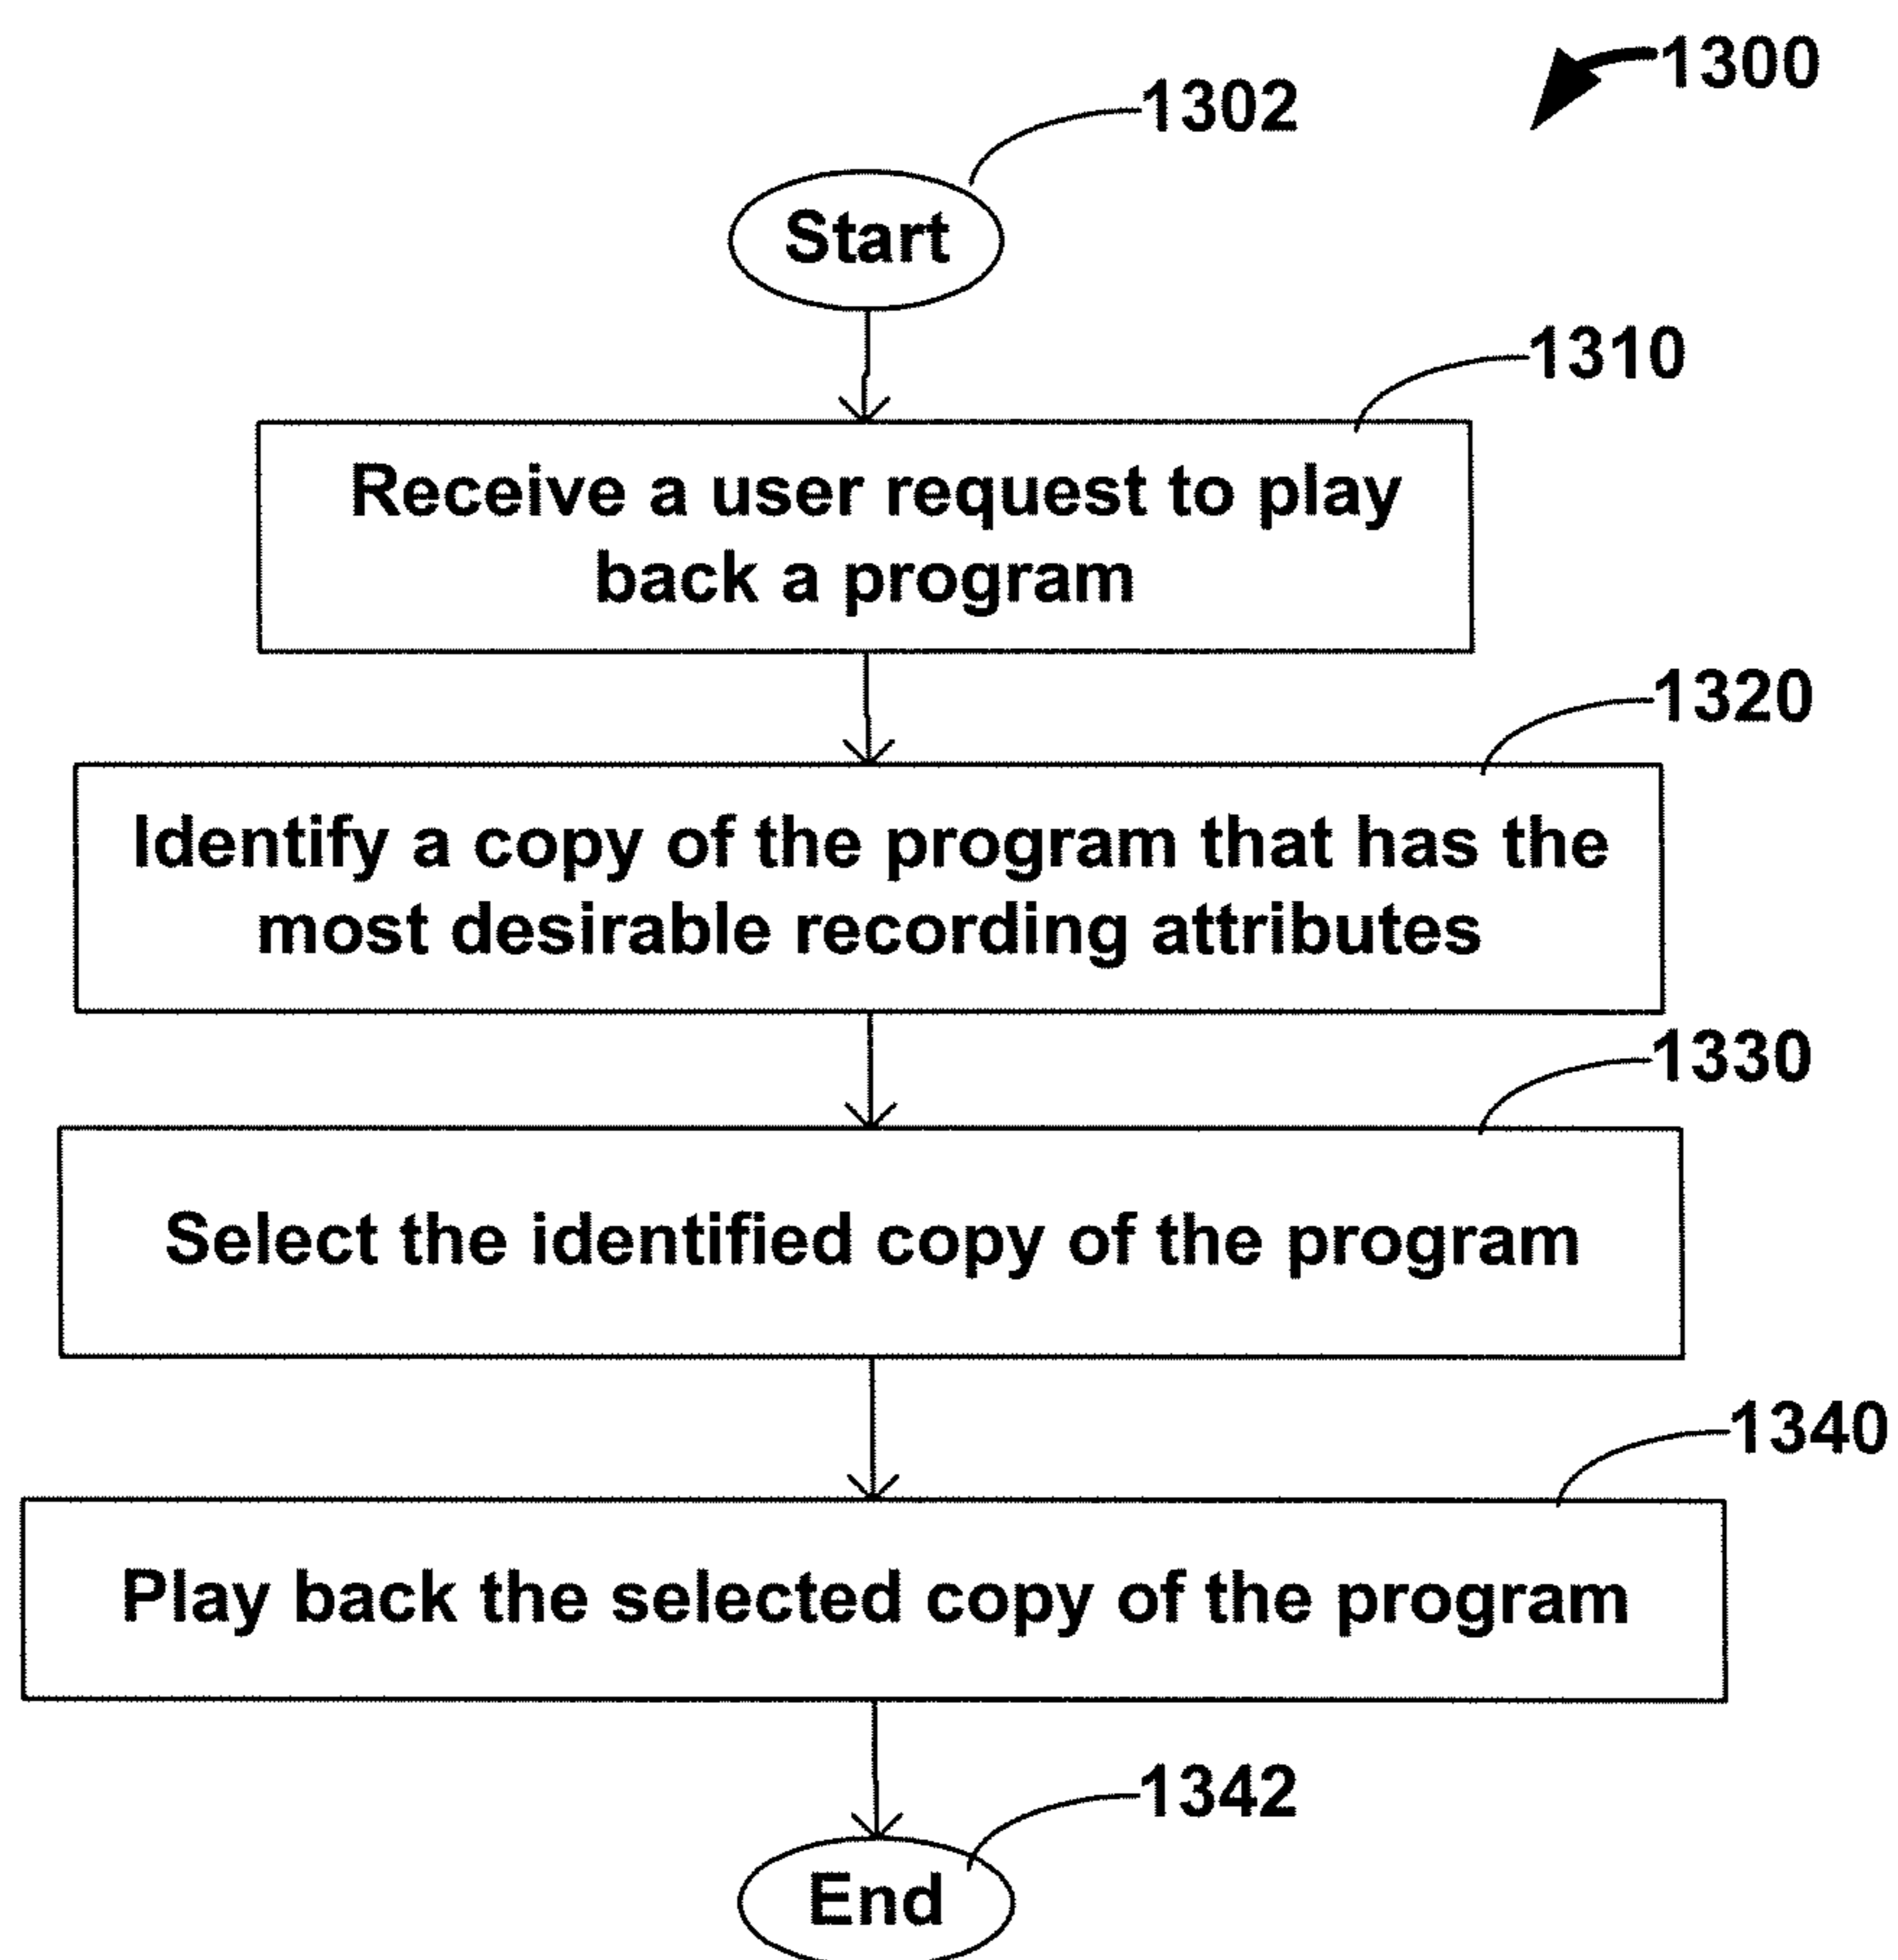 1300
1302
Start
1310
Receive a user request to play
back a program
1320
Identify a copy of the program that has the
most desirable recording attributes
1330
Select the identified copy of the program
1340
Play back the selected copy of the program
1342
End